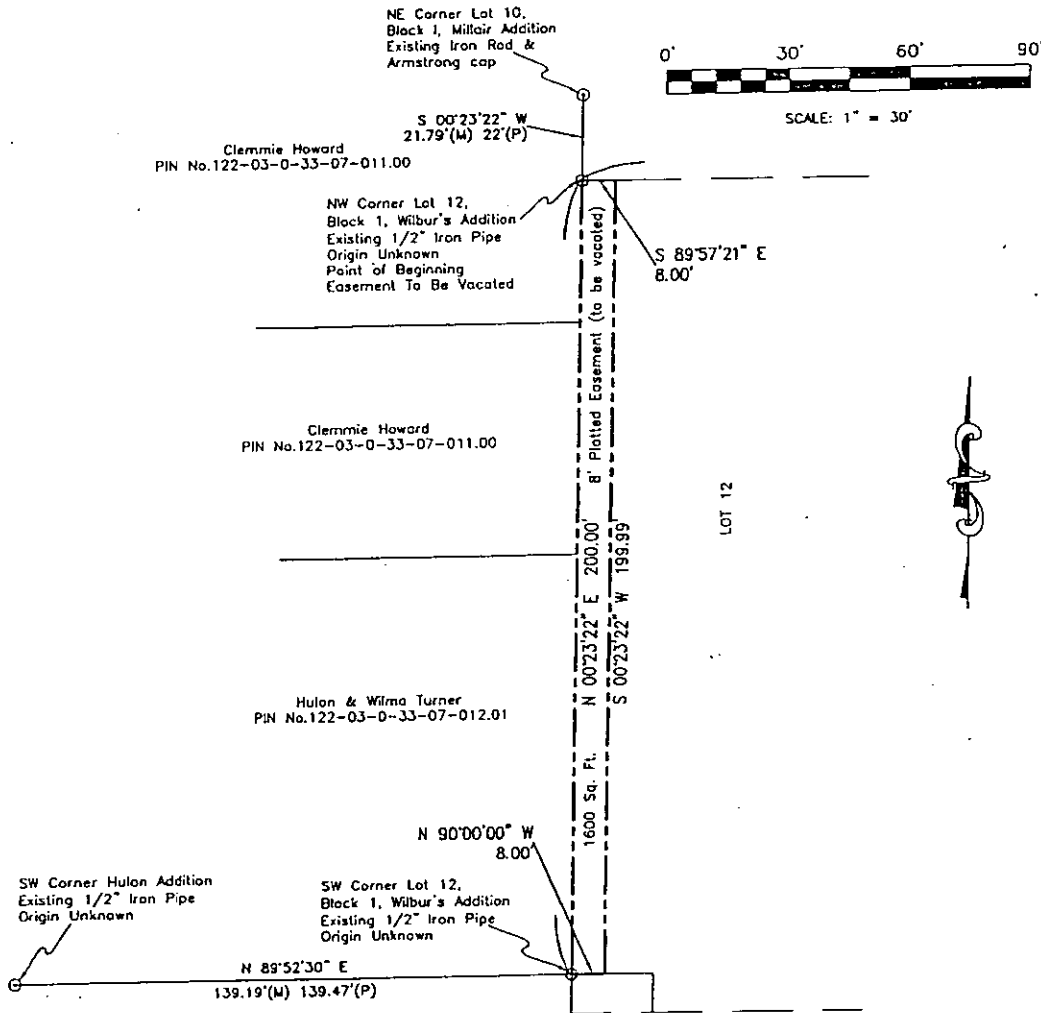 NE Corner Lot 10,
Block 1, Millair Addition
Existing Iron Rod &
Armstrong cap
0' 30' 60' 90'
SCALE: 1" = 30'
S 00°23'22" W
21.79'(M) 22'(P)
Clemmie Howard
PIN No.122-03-0-33-07-011.00
NW Corner Lot 12,
Block 1, Wilbur's Addition
Existing 1/2" Iron Pipe
Origin Unknown
Point of Beginning
Easement To Be Vacated
S 89°57'21" E
8.00'
8' Platted Easement (to be vacated)
Clemmie Howard
PIN No.122-03-0-33-07-011.00
LOT 12
N 00°23'22" E 200.00'
S 00°23'22" W 199.99'
Hulon & Wilma Turner
PIN No.122-03-0-33-07-012.01
1600 Sq. Ft.
N 90°00'00" W
8.00'
SW Corner Hulon Addition
Existing 1/2" Iron Pipe
Origin Unknown
SW Corner Lot 12,
Block 1, Wilbur's Addition
Existing 1/2" Iron Pipe
Origin Unknown
N 89°52'30" E
139.19'(M) 139.47'(P)